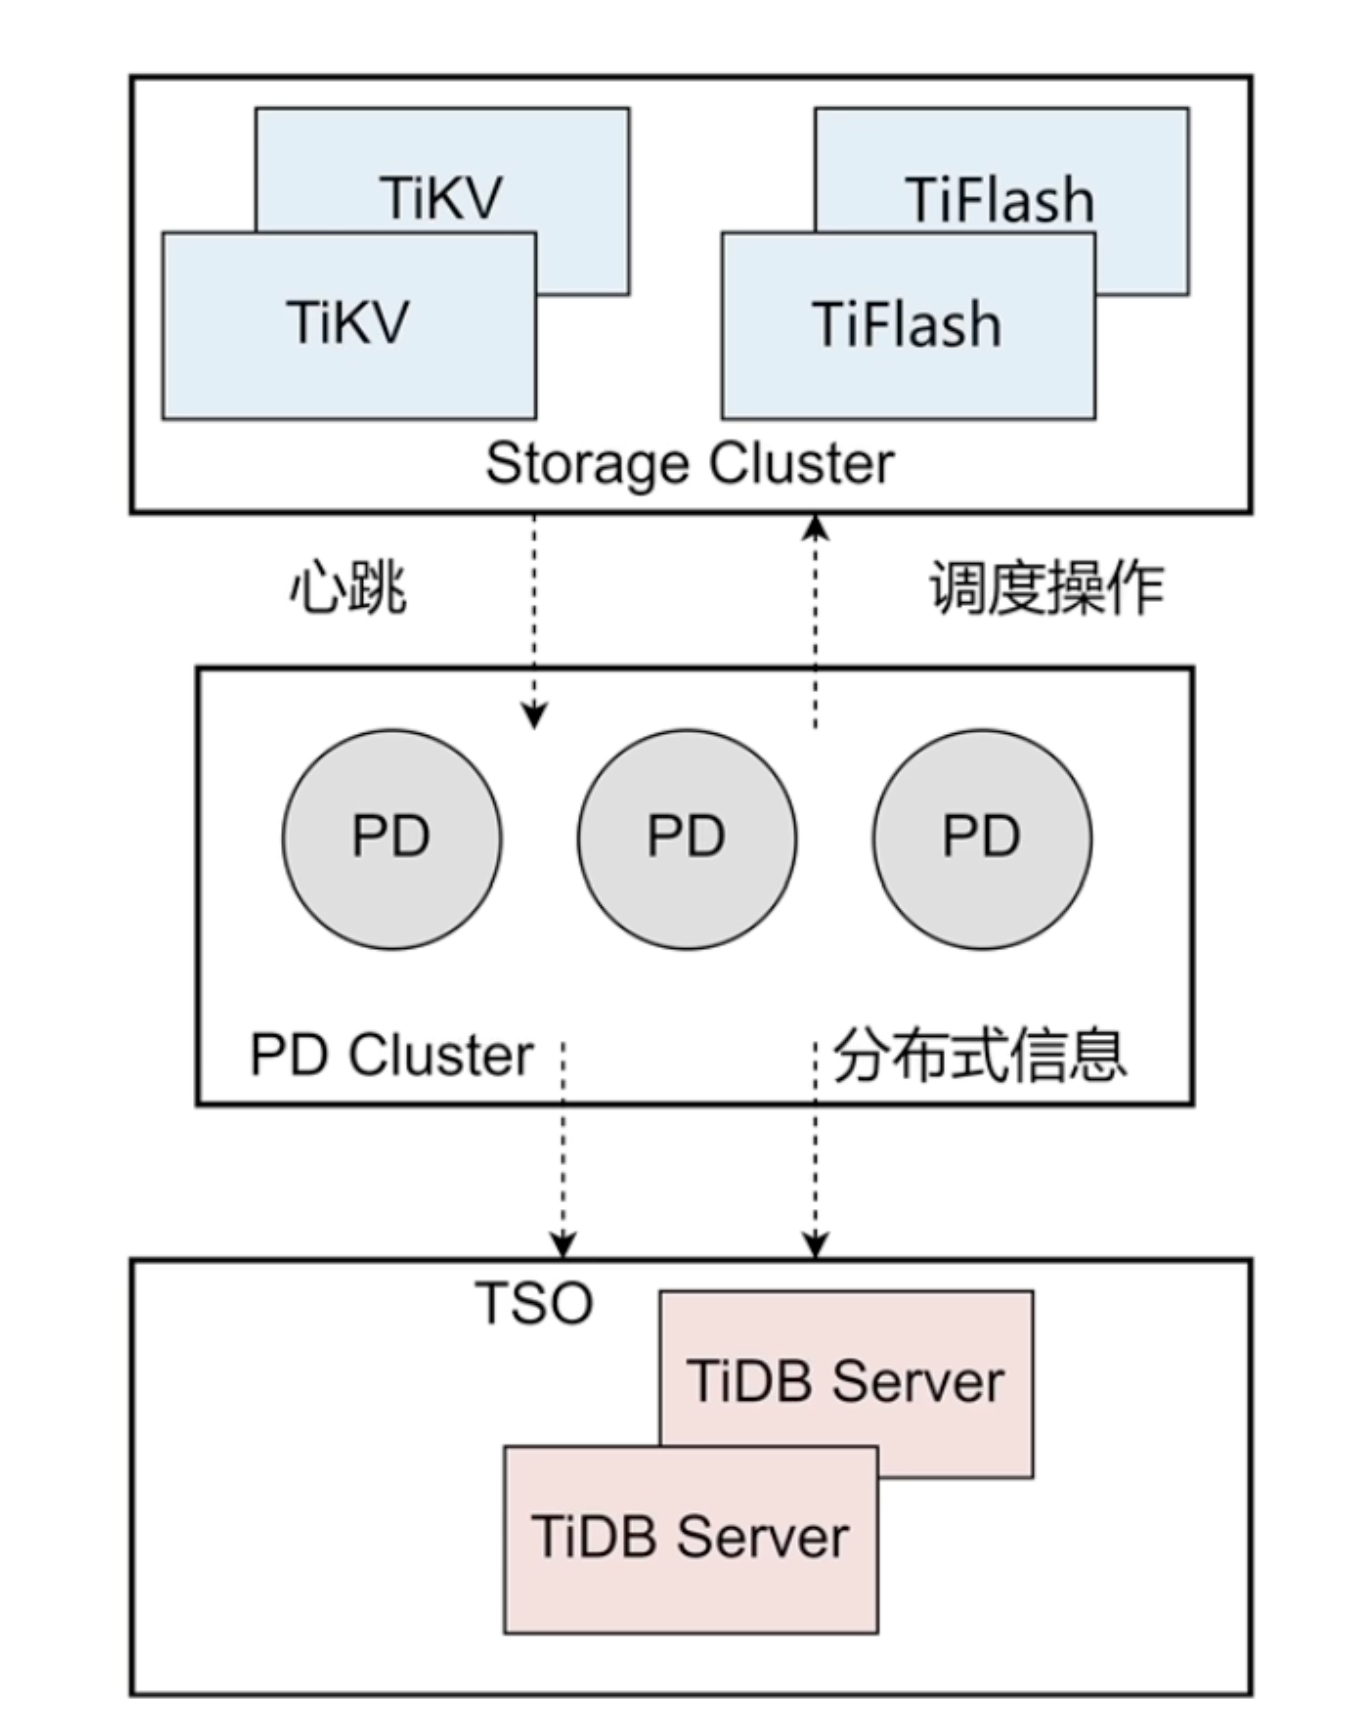 TiKV
TiFlash
TiKV
TiFlash
Storage Cluster
心跳
调度操作
PD
PD
PD
PD Cluster
分布式信息
TSO
TiDB Server
TiDB Server